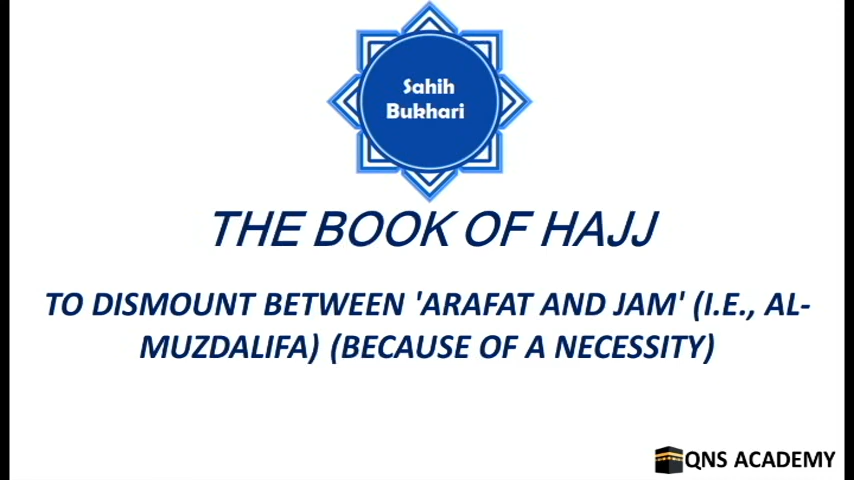 Sahih
Bukhari
THE BOOK OF HAJJ
TO DISMOUNT BETWEEN 'ARAFAT AND JAM' (I.E., AL-
MUZDALIFA) (BECAUSE OF A NECESSITY)
QNS ACADEMY